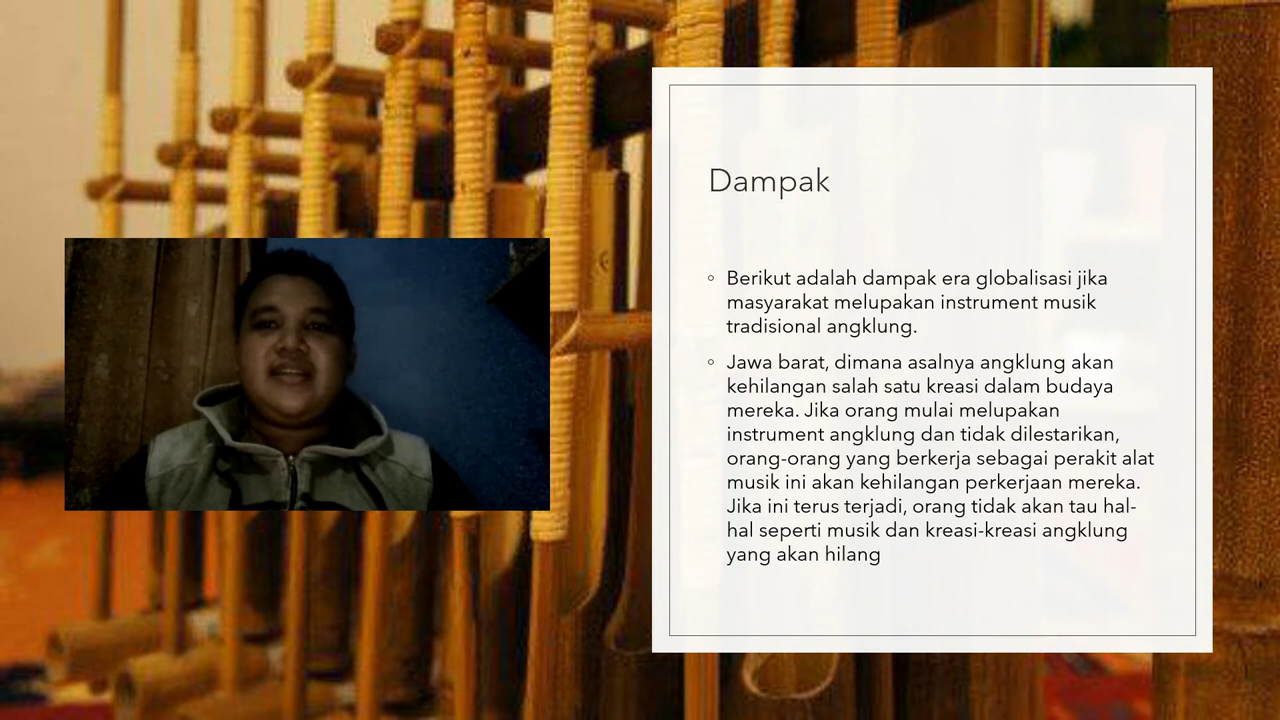 Dampak
Berikut adalah dampak era globalisasi jika
masyarakat melupakan instrument musik
tradisional angklung.
Jawa barat, dimana asalnya angklung akan
kehilangan salah satu kreasi dalam budaya
mereka. Jika orang mulai melupakan
instrument angklung dan tidak dilestarikan,
orang-orang yang berkerja sebagai perakit alat
musik ini akan kehilangan perkerjaan mereka.
Jika ini terus terjadi, orang tidak akan tau hal-
hal seperti musik dan kreasi-kreasi angklung
yang akan hilang